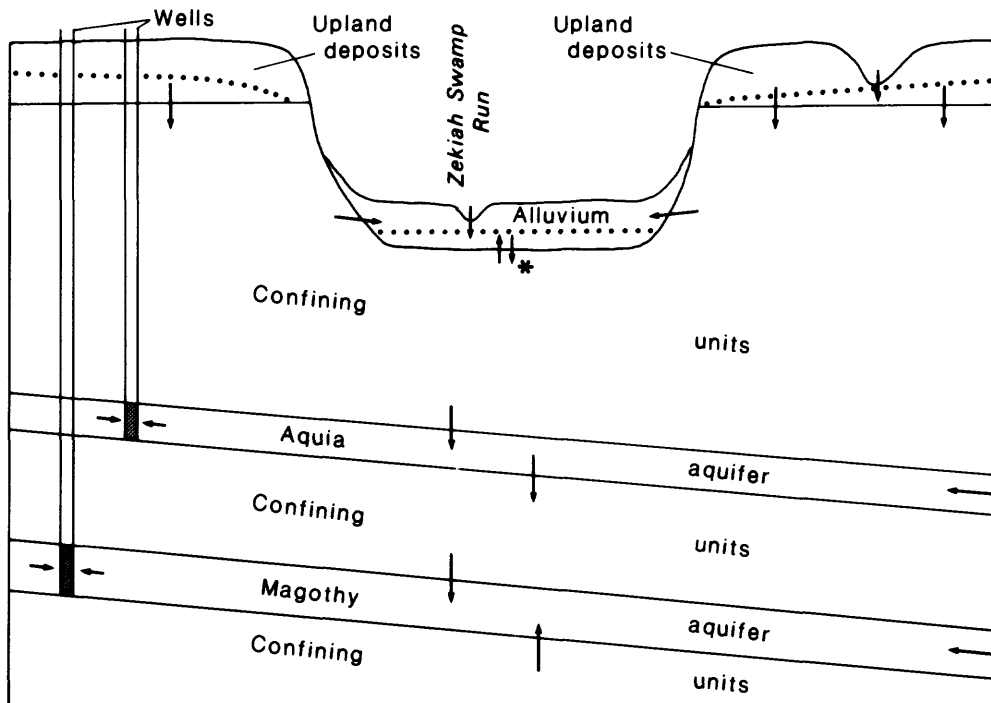 Wells
Upland
deposits
Upland
deposits
Zekiah Swamp
Run
Alluvium
*
Confining
units
Aquia
aquifer
Confining
units
Magothy
aquifer
Confining
units